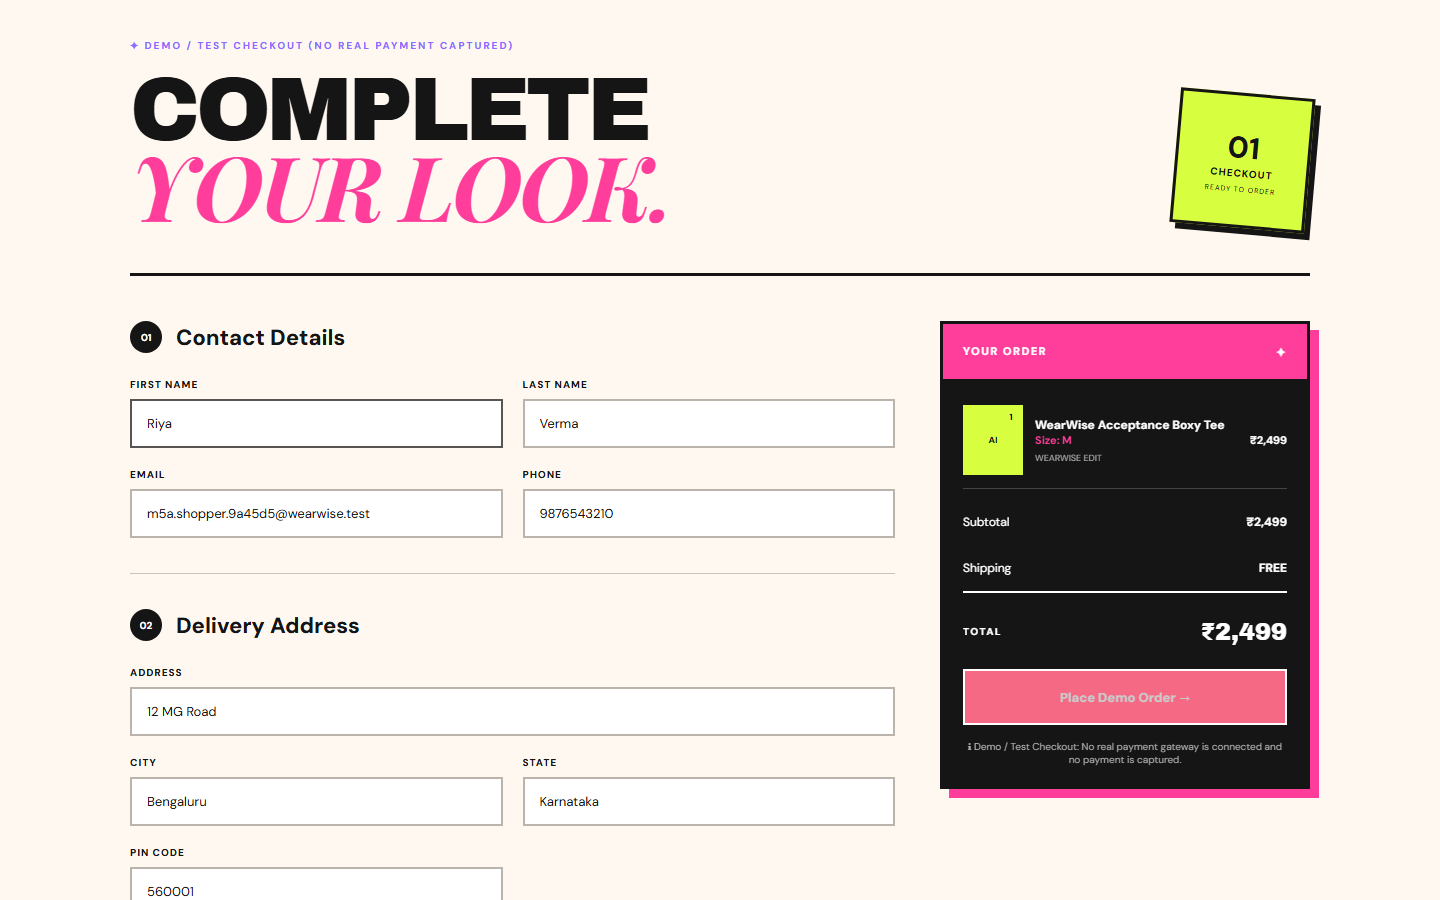 ✦ DEMO / TEST CHECKOUT (NO REAL PAYMENT CAPTURED)
COMPLETE
YOUR LOOK.
01
CHECKOUT
READY TO ORDER
01 Contact Details
FIRST NAME
Riya
LAST NAME
Verma
EMAIL
m5a.shopper.9a45d5@wearwise.test
PHONE
9876543210
02 Delivery Address
ADDRESS
12 MG Road
CITY
Bengaluru
STATE
Karnataka
PIN CODE
560001
YOUR ORDER ✦
1
AI
WearWise Acceptance Boxy Tee
Size: M
WEARWISE EDIT
₹2,499
Subtotal ₹2,499
Shipping FREE
TOTAL ₹2,499
Place Demo Order →
ℹ Demo / Test Checkout: No real payment gateway is connected and
no payment is captured.